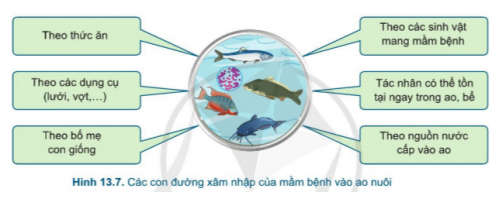 Theo thức ăn
Theo các sinh vật
mang mầm bệnh
Theo các dụng cụ
(lưới, vợt,...)
Tác nhân có thể tồn
tại ngay trong ao, bể
Theo bố mẹ
con giống
Theo nguồn nước
cấp vào ao
Hình 13.7. Các con đường xâm nhập của mầm bệnh vào ao nuôi